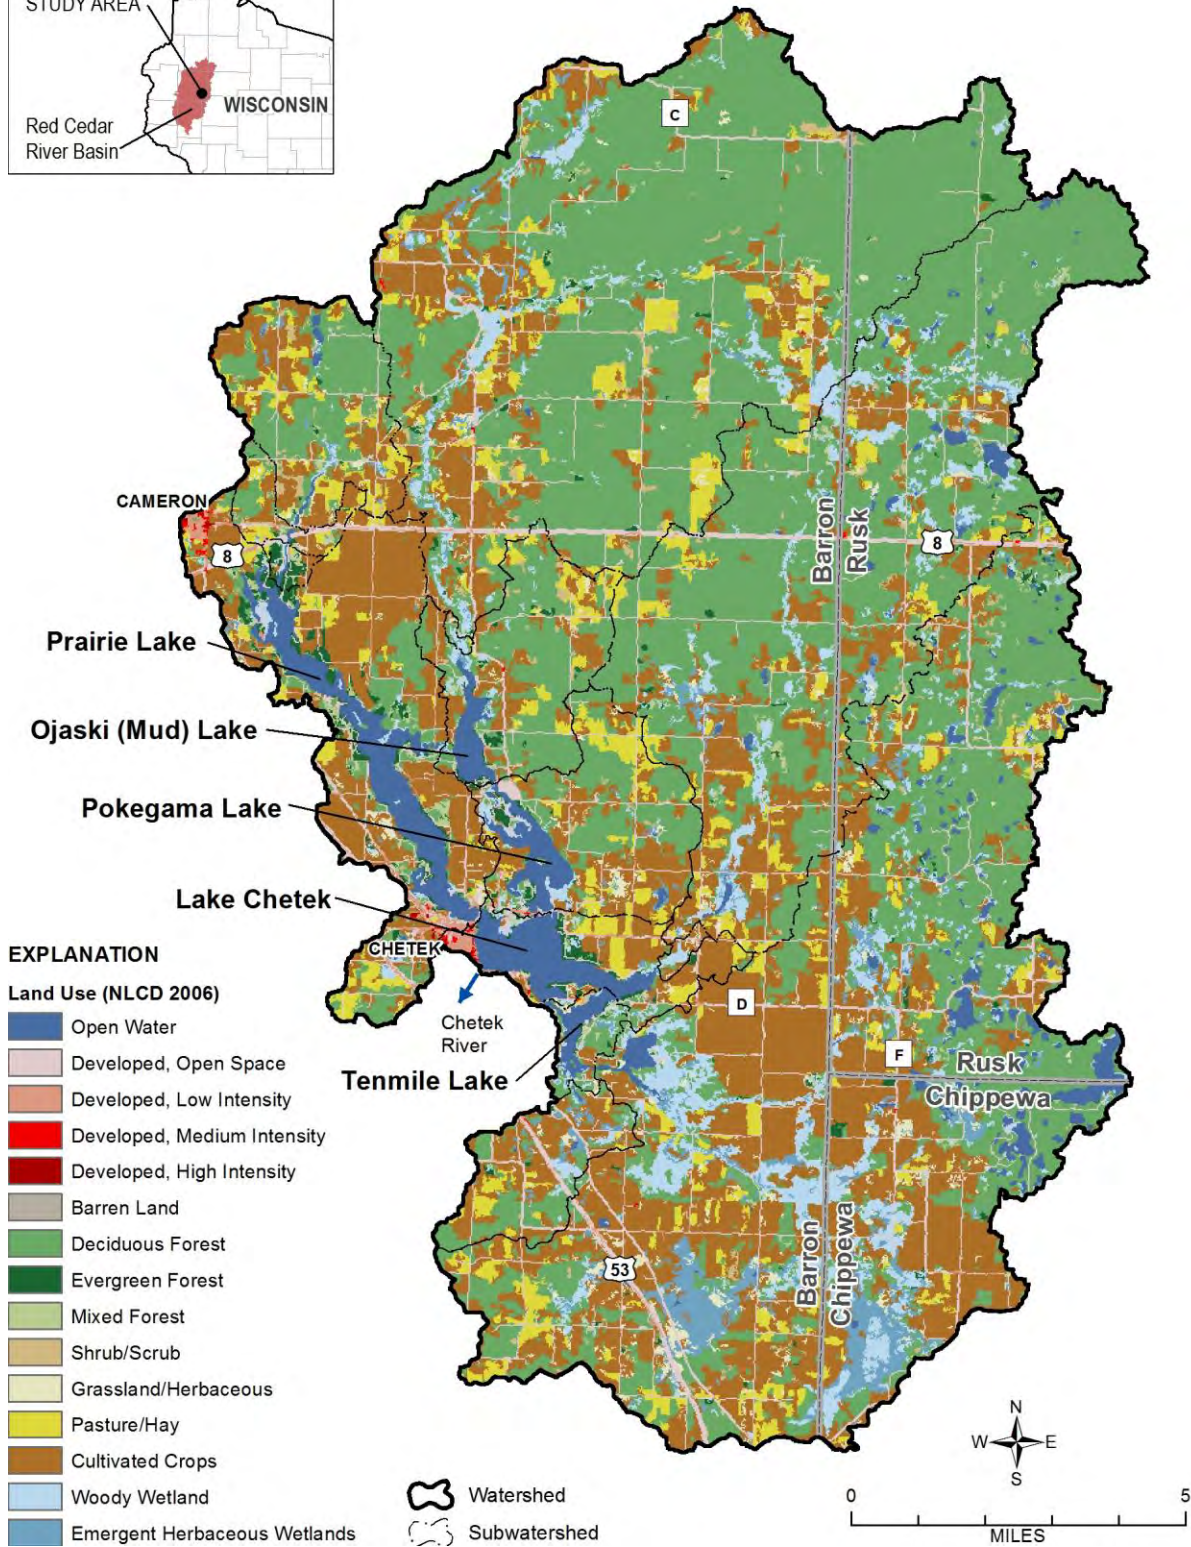 STUDY AREA
WISCONSIN
Red Cedar
River Basin
C
CAMERON
8
Barron
Rusk
8
Prairie Lake
Ojaski (Mud) Lake
Pokegama Lake
Lake Chetek
CHETEK
Chetek
River
D
F
Tenmile Lake
Rusk
Chippewa
Barron
Chippewa
53
EXPLANATION
Land Use (NLCD 2006)
Open Water
Developed, Open Space
Developed, Low Intensity
Developed, Medium Intensity
Developed, High Intensity
Barren Land
Deciduous Forest
Evergreen Forest
Mixed Forest
Shrub/Scrub
Grassland/Herbaceous
Pasture/Hay
Cultivated Crops
Woody Wetland
Emergent Herbaceous Wetlands
Watershed
Subwatershed
N
W E
S
0 5
MILES